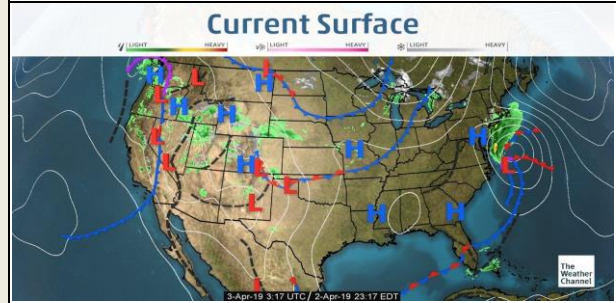 Current Surface
LIGHT HEAVY LIGHT HEAVY LIGHT HEAVY
H L H
L H H
L L H H L H L
L H H H L
L L
The
Weather
Channel
3-Apr-19 3:17 UTC / 2-Apr-19 23:17 EDT